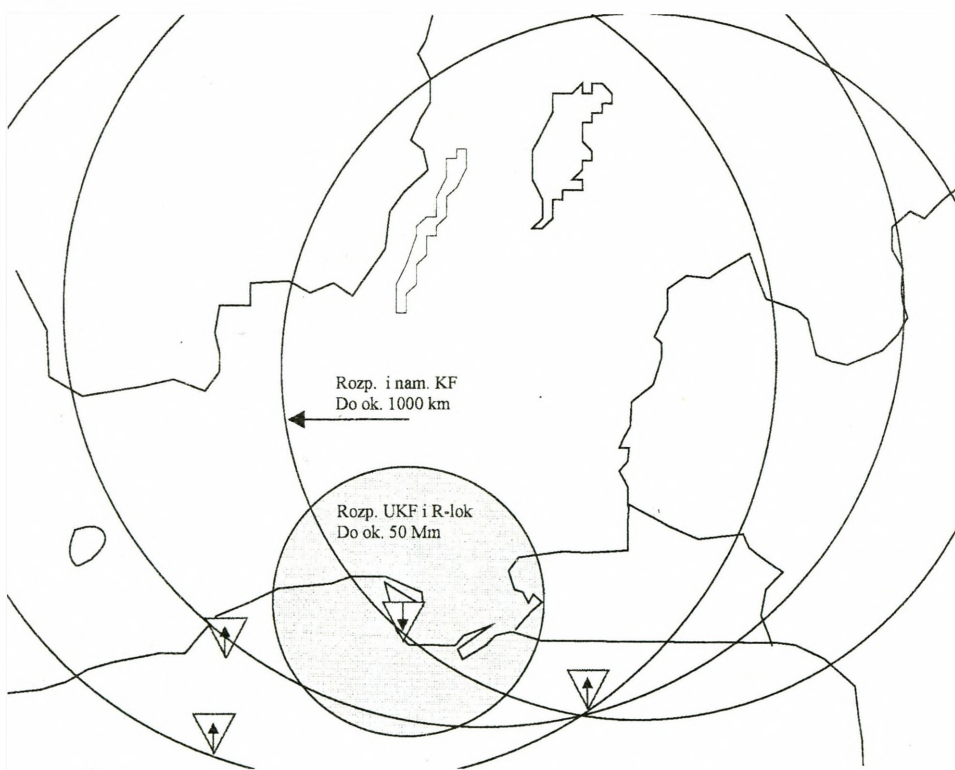 Rozp. i nam. KF
Do ok. 1000 km
Rozp. UKF i R-lok
Do ok. 50 Mm